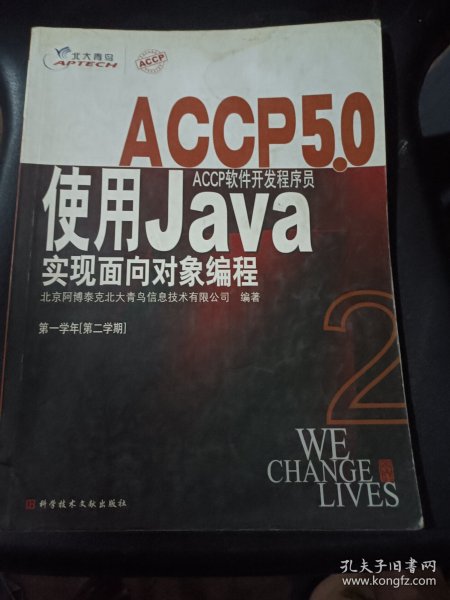 北大青鸟
APTECH
ACCP
ACCP5.0
ACCP软件开发程序员
使用Java
实现面向对象编程
北京阿博泰克北大青鸟信息技术有限公司 编著
第一学年[第二学期]
2
WE
CHANGE
LIVES
科学技术文献出版社
孔夫子旧书网
www.kongfz.com